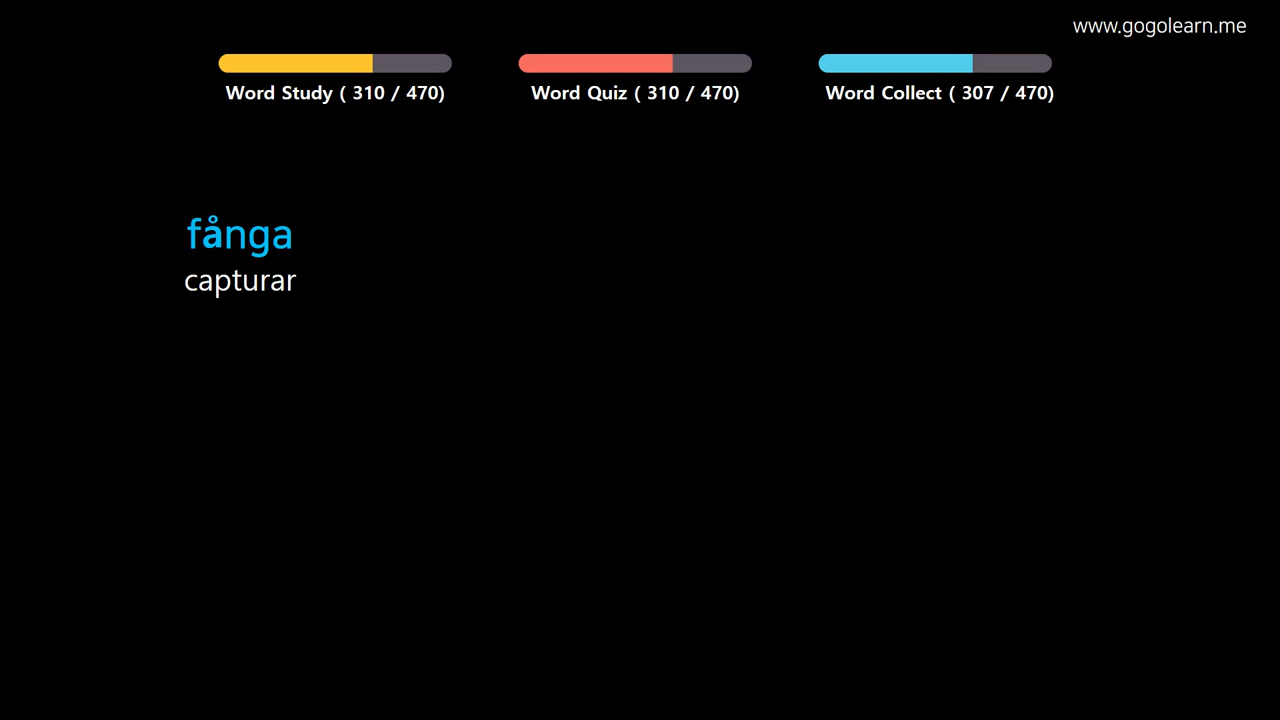 www.gogolearn.me
Word Study ( 310 / 470)
Word Quiz ( 310 / 470)
Word Collect ( 307 / 470)
fånga
capturar